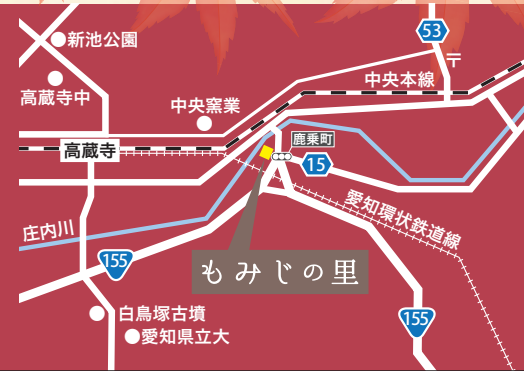 53
新池公園
〒
中央本線
高蔵寺中
中央窯業
鹿乗町
高蔵寺
15
愛知環状鉄道線
庄内川
155
もみじの里
白鳥塚古墳
155
愛知県立大